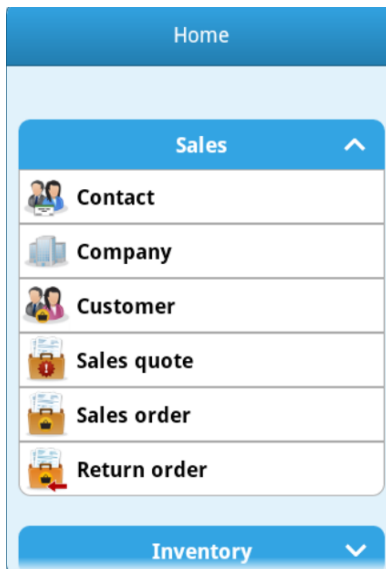 Home
Sales
Contact
Company
Customer
Sales quote
Sales order
Return order
Inventory